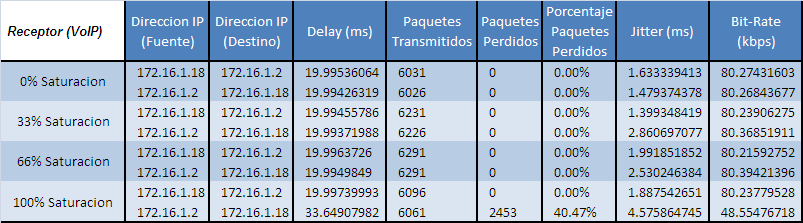 Receptor (VoIP) Direccion IP (Fuente) Direccion IP (Destino) Delay (ms) Paquetes Transmitidos Paquetes Perdidos Porcentaje Paquetes Perdidos Jitter (ms) Bit-Rate (kbps)
0% Saturacion
172.16.1.18 172.16.1.2 19.99536064 6031 0 0.00% 1.633339413 80.27431603
172.16.1.2 172.16.1.18 19.99426319 6026 0 0.00% 1.479374378 80.26843677
33% Saturacion
172.16.1.18 172.16.1.2 19.99455786 6231 0 0.00% 1.399348419 80.23906275
172.16.1.2 172.16.1.18 19.99371988 6226 0 0.00% 2.860697077 80.36851911
66% Saturacion
172.16.1.18 172.16.1.2 19.9963726 6291 0 0.00% 1.991851852 80.21592752
172.16.1.2 172.16.1.18 19.9949849 6291 0 0.00% 2.530246384 80.39421396
100% Saturacion
172.16.1.18 172.16.1.2 19.99739993 6096 0 0.00% 1.887542651 80.23779528
172.16.1.2 172.16.1.18 33.64907982 6061 2453 40.47% 4.575864745 48.55476718